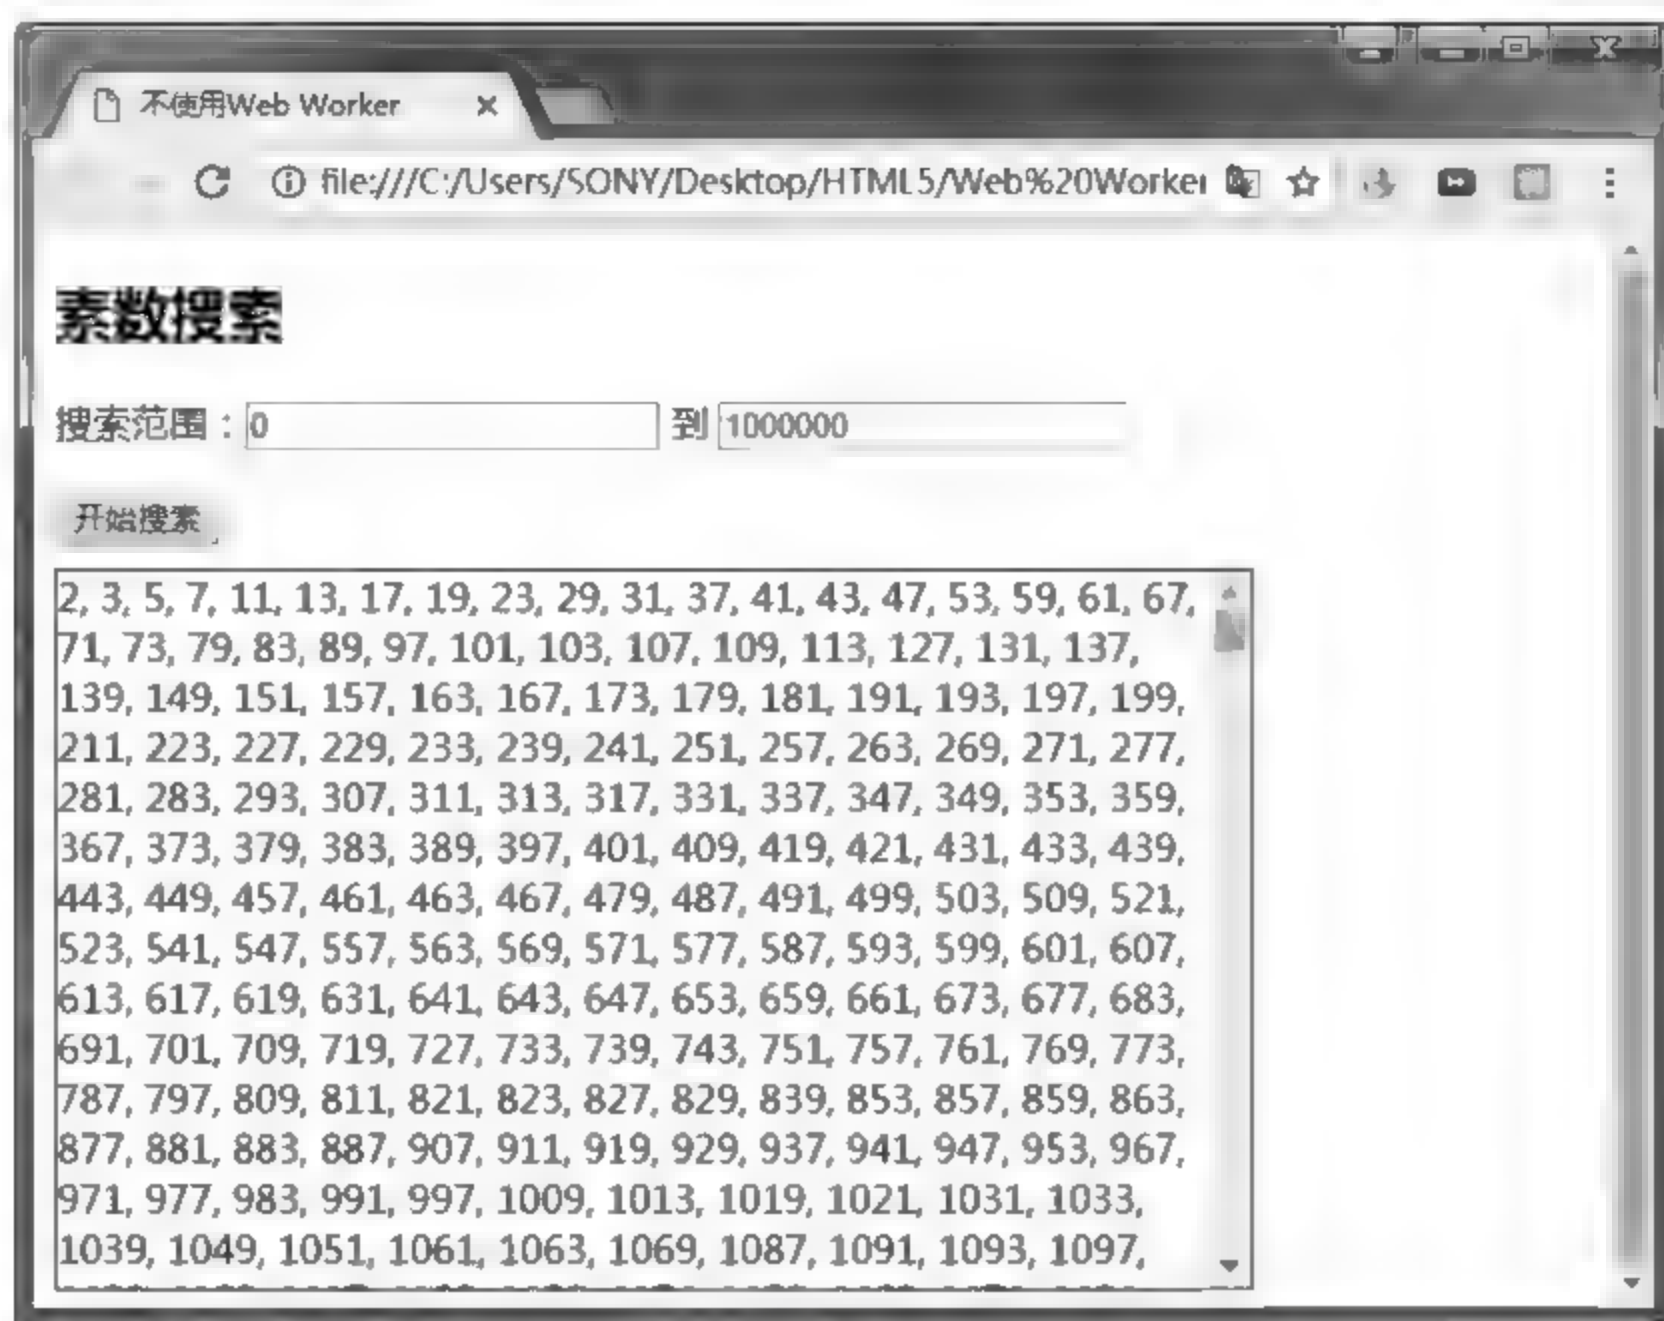 不使用Web Worker
file:///C:/Users/SONY/Desktop/HTML5/Web%20Worker
素数搜索
搜索范围：0 到 1000000
开始搜索
2, 3, 5, 7, 11, 13, 17, 19, 23, 29, 31, 37, 41, 43, 47, 53, 59, 61, 67,
71, 73, 79, 83, 89, 97, 101, 103, 107, 109, 113, 127, 131, 137,
139, 149, 151, 157, 163, 167, 173, 179, 181, 191, 193, 197, 199,
211, 223, 227, 229, 233, 239, 241, 251, 257, 263, 269, 271, 277,
281, 283, 293, 307, 311, 313, 317, 331, 337, 347, 349, 353, 359,
367, 373, 379, 383, 389, 397, 401, 409, 419, 421, 431, 433, 439,
443, 449, 457, 461, 463, 467, 479, 487, 491, 499, 503, 509, 521,
523, 541, 547, 557, 563, 569, 571, 577, 587, 593, 599, 601, 607,
613, 617, 619, 631, 641, 643, 647, 653, 659, 661, 673, 677, 683,
691, 701, 709, 719, 727, 733, 739, 743, 751, 757, 761, 769, 773,
787, 797, 809, 811, 821, 823, 827, 829, 839, 853, 857, 859, 863,
877, 881, 883, 887, 907, 911, 919, 929, 937, 941, 947, 953, 967,
971, 977, 983, 991, 997, 1009, 1013, 1019, 1021, 1031, 1033,
1039, 1049, 1051, 1061, 1063, 1069, 1087, 1091, 1093, 1097,